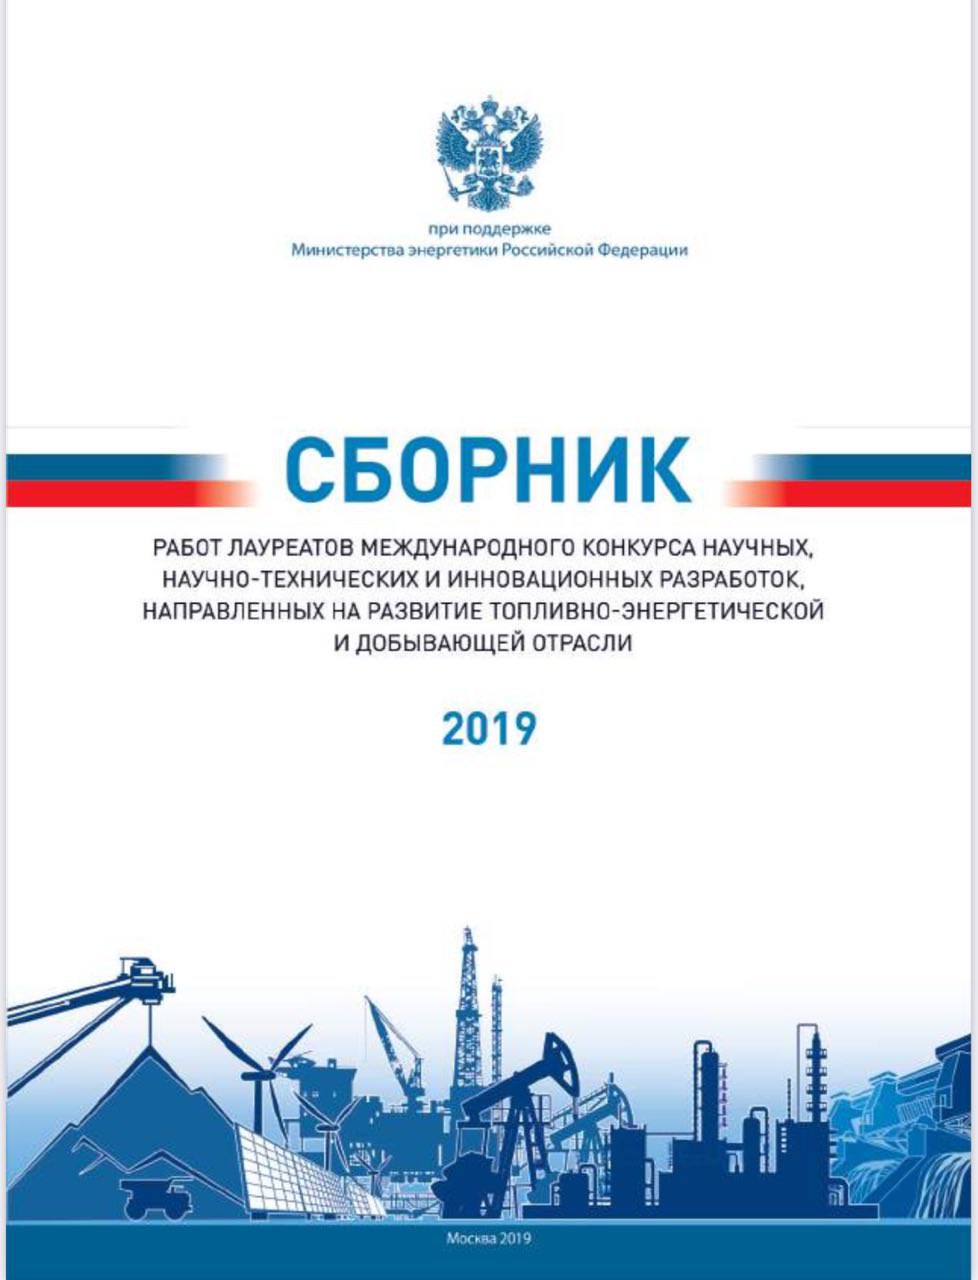 при поддержке
Министерства энергетики Российской Федерации
СБОРНИК
РАБОТ ЛАУРЕАТОВ МЕЖДУНАРОДНОГО КОНКУРСА НАУЧНЫХ,
НАУЧНО-ТЕХНИЧЕСКИХ И ИННОВАЦИОННЫХ РАЗРАБОТОК,
НАПРАВЛЕННЫХ НА РАЗВИТИЕ ТОПЛИВНО-ЭНЕРГЕТИЧЕСКОЙ
И ДОБЫВАЮЩЕЙ ОТРАСЛИ
2019
Москва 2019